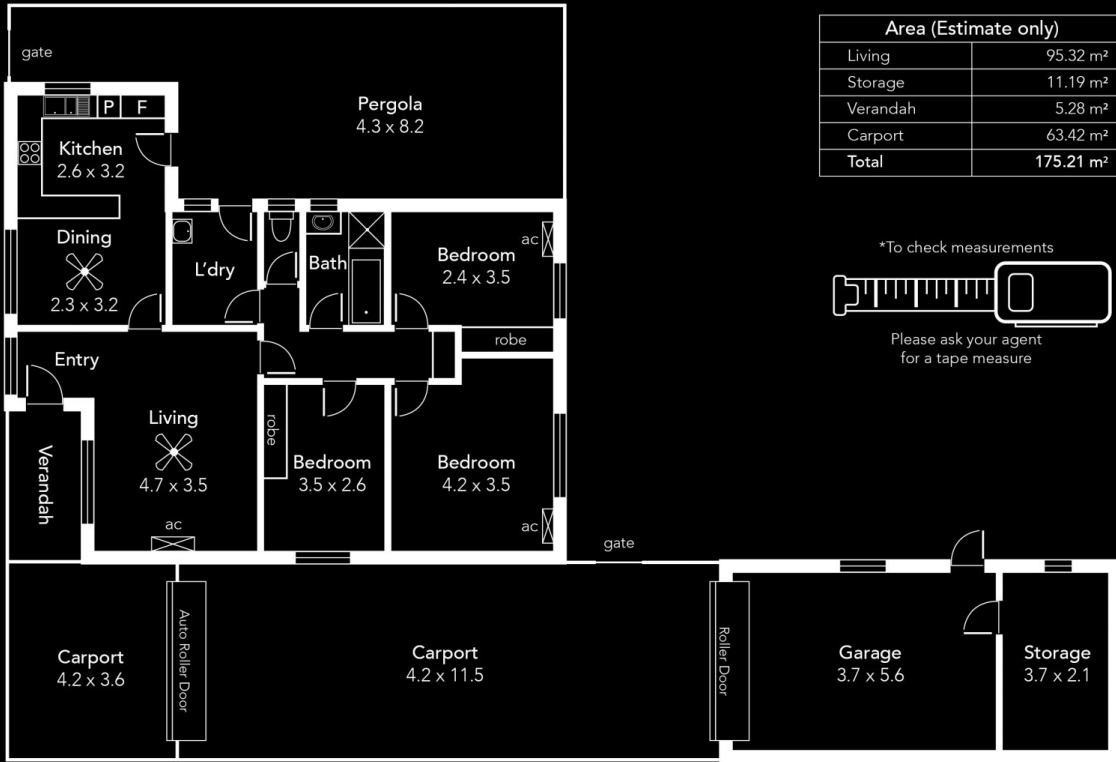 gate
Pergola
4.3 x 8.2
P F
Kitchen
2.6 x 3.2
Dining
2.3 x 3.2
L'dry
Bath
Bedroom
2.4 x 3.5
ac
robe
Entry
Living
4.7 x 3.5
ac
Verandah
robe
Bedroom
3.5 x 2.6
Bedroom
4.2 x 3.5
ac
gate
Carport
4.2 x 3.6
Auto Roller Door
Carport
4.2 x 11.5
Roller Door
Garage
3.7 x 5.6
Storage
3.7 x 2.1
Area (Estimate only)
Living 95.32 m²
Storage 11.19 m²
Verandah 5.28 m²
Carport 63.42 m²
Total 175.21 m²
*To check measurements
Please ask your agent
for a tape measure